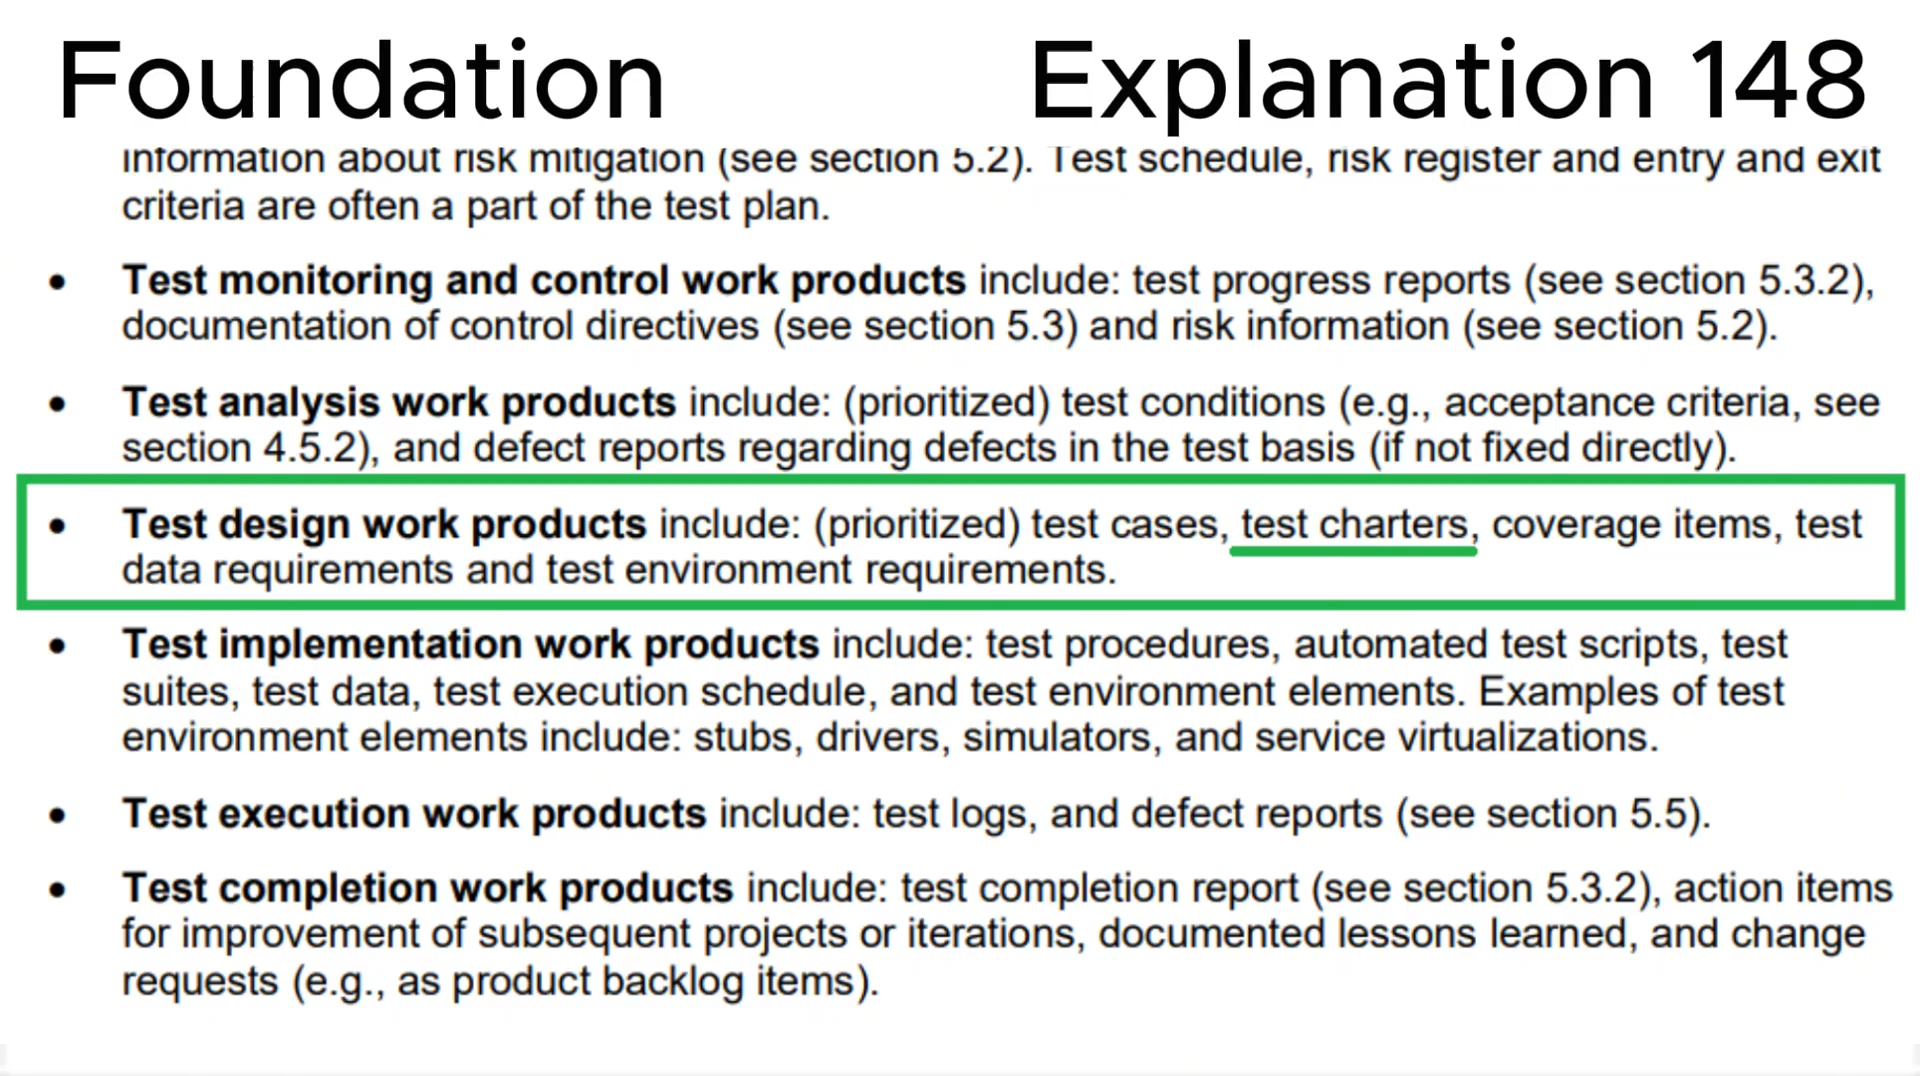 Foundation
Explanation 148
information about risk mitigation (see section 5.2). Test schedule, risk register and entry and exit
criteria are often a part of the test plan.
• Test monitoring and control work products include: test progress reports (see section 5.3.2),
documentation of control directives (see section 5.3) and risk information (see section 5.2).
• Test analysis work products include: (prioritized) test conditions (e.g., acceptance criteria, see
section 4.5.2), and defect reports regarding defects in the test basis (if not fixed directly).
• Test design work products include: (prioritized) test cases, test charters, coverage items, test
data requirements and test environment requirements.
• Test implementation work products include: test procedures, automated test scripts, test
suites, test data, test execution schedule, and test environment elements. Examples of test
environment elements include: stubs, drivers, simulators, and service virtualizations.
• Test execution work products include: test logs, and defect reports (see section 5.5).
• Test completion work products include: test completion report (see section 5.3.2), action items
for improvement of subsequent projects or iterations, documented lessons learned, and change
requests (e.g., as product backlog items).